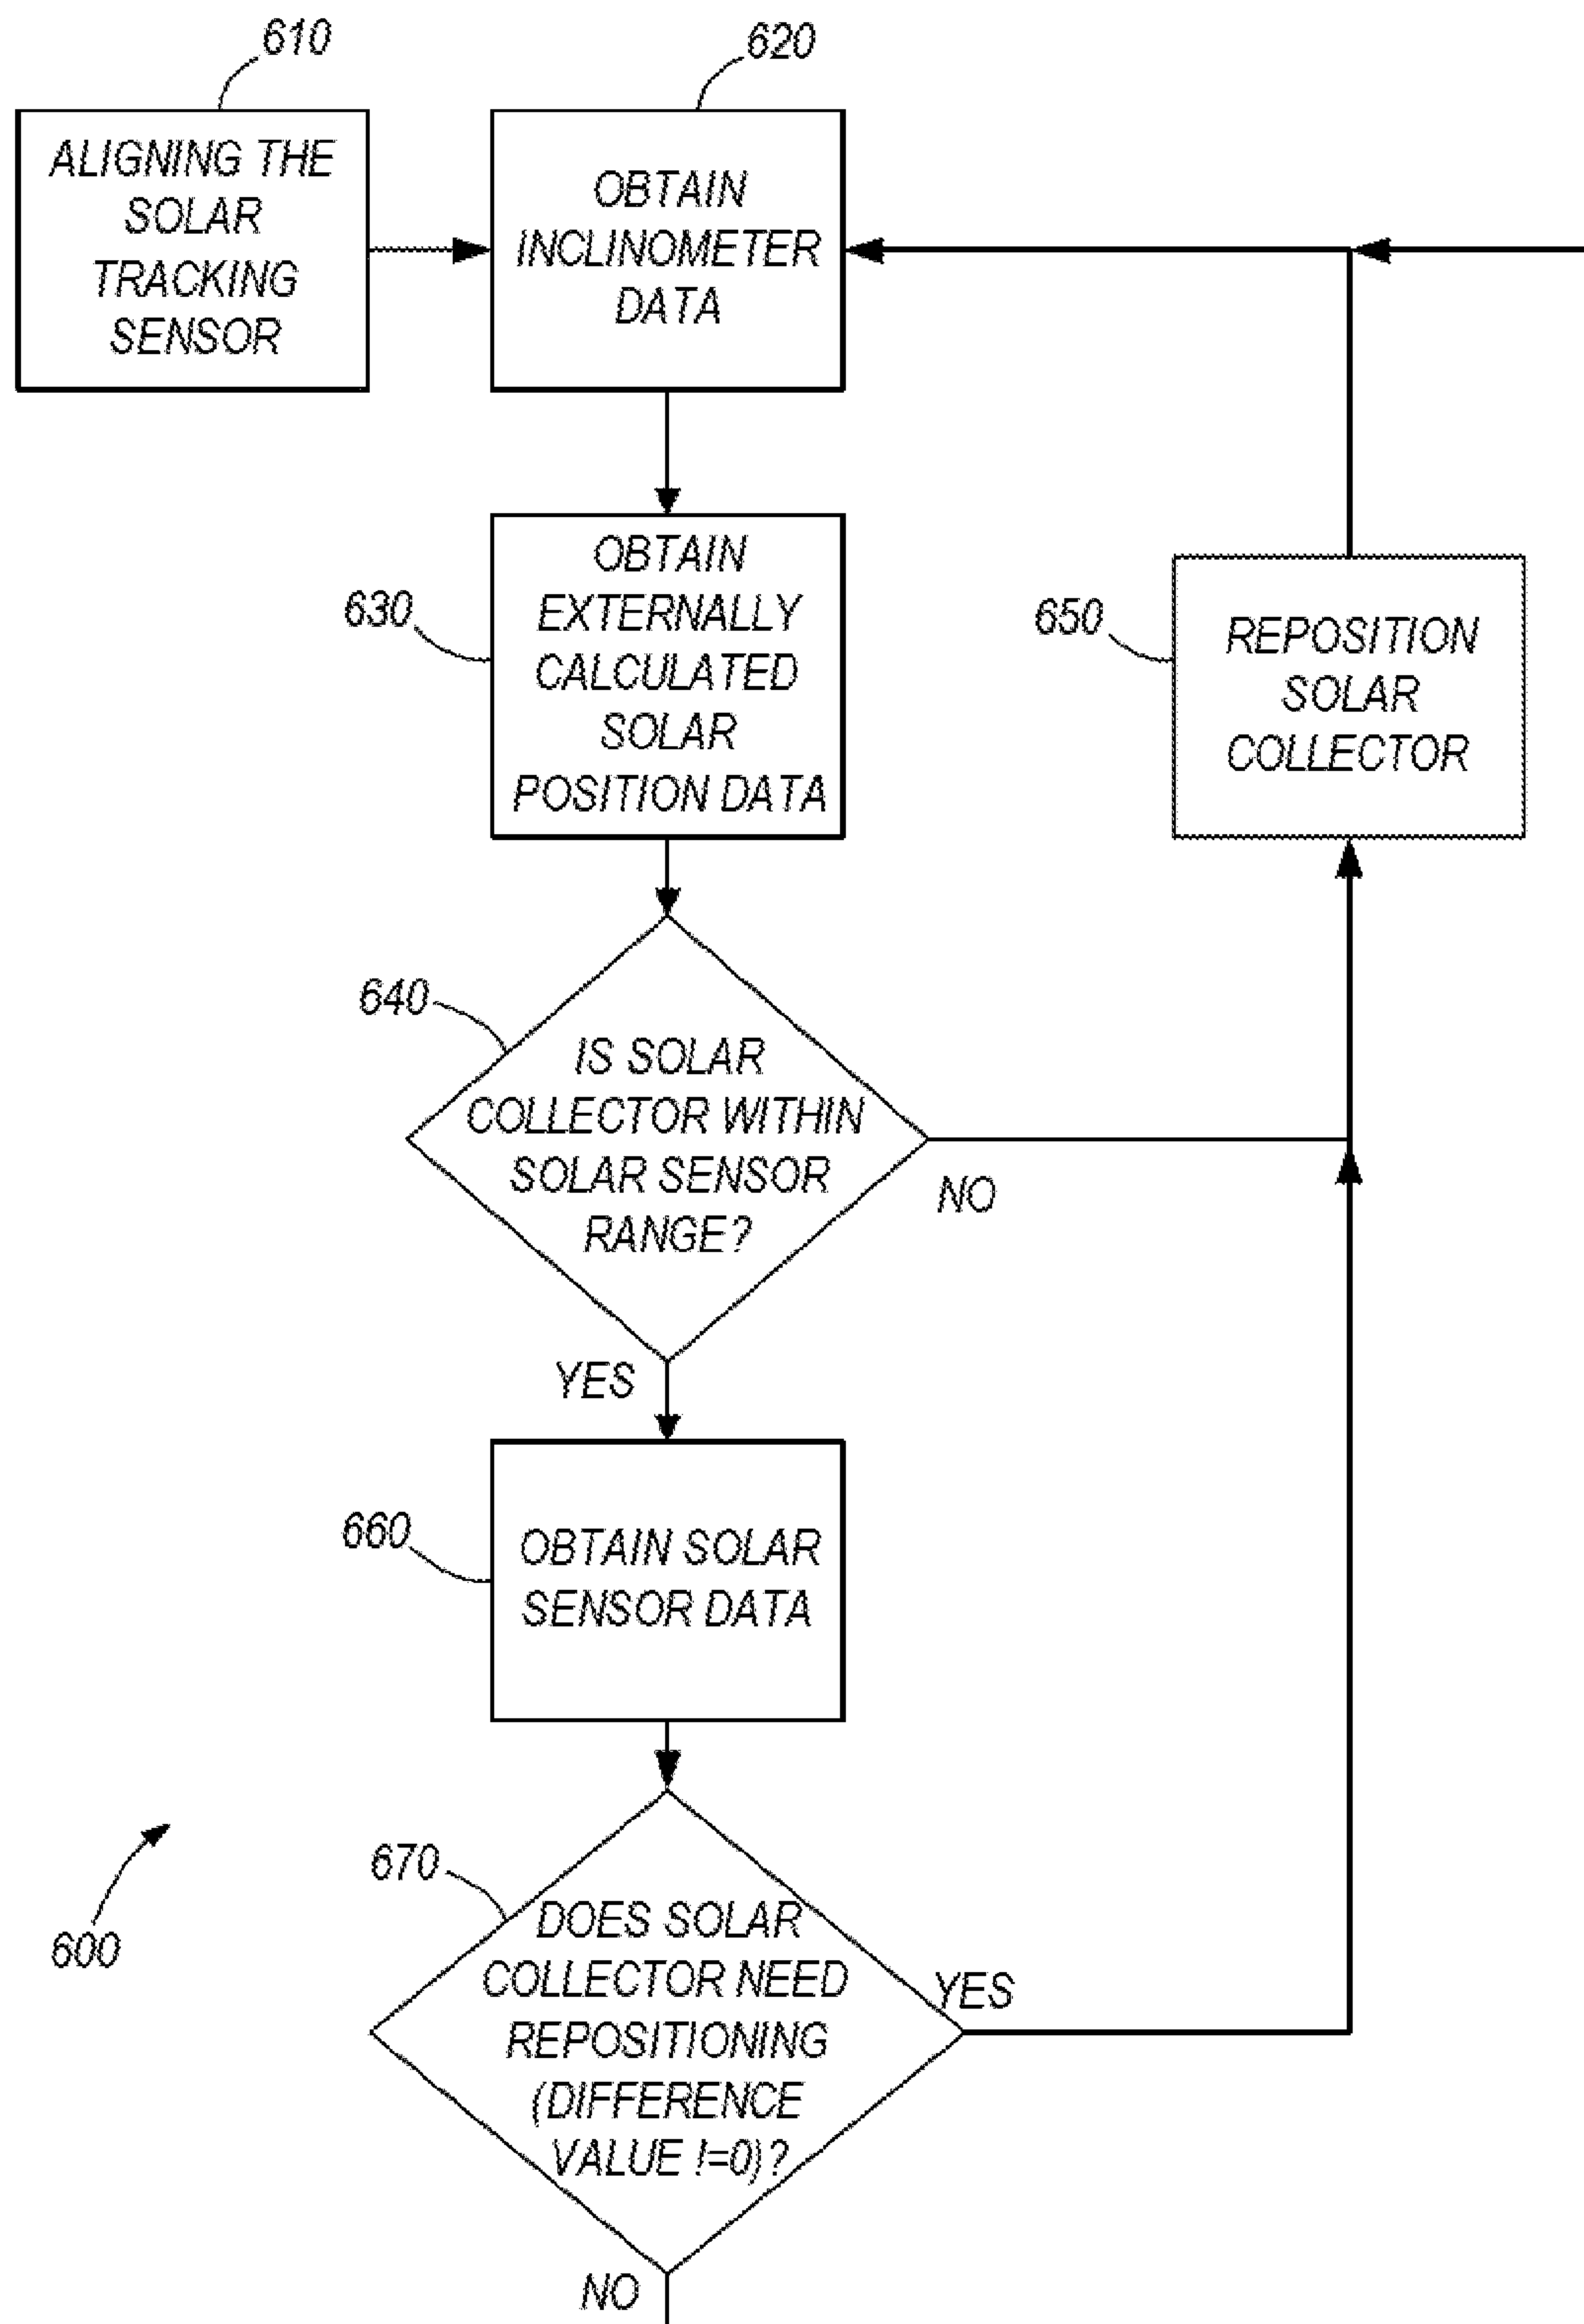 610
620
ALIGNING THE
SOLAR
TRACKING
SENSOR
OBTAIN
INCLINOMETER
DATA
630
OBTAIN
EXTERNALLY
CALCULATED
SOLAR
POSITION DATA
650
REPOSITION
SOLAR
COLLECTOR
640
IS SOLAR
COLLECTOR WITHIN
SOLAR SENSOR
RANGE?
NO
YES
660
OBTAIN SOLAR
SENSOR DATA
670
DOES SOLAR
COLLECTOR NEED
REPOSITIONING
(DIFFERENCE
VALUE !=0)?
YES
600
NO